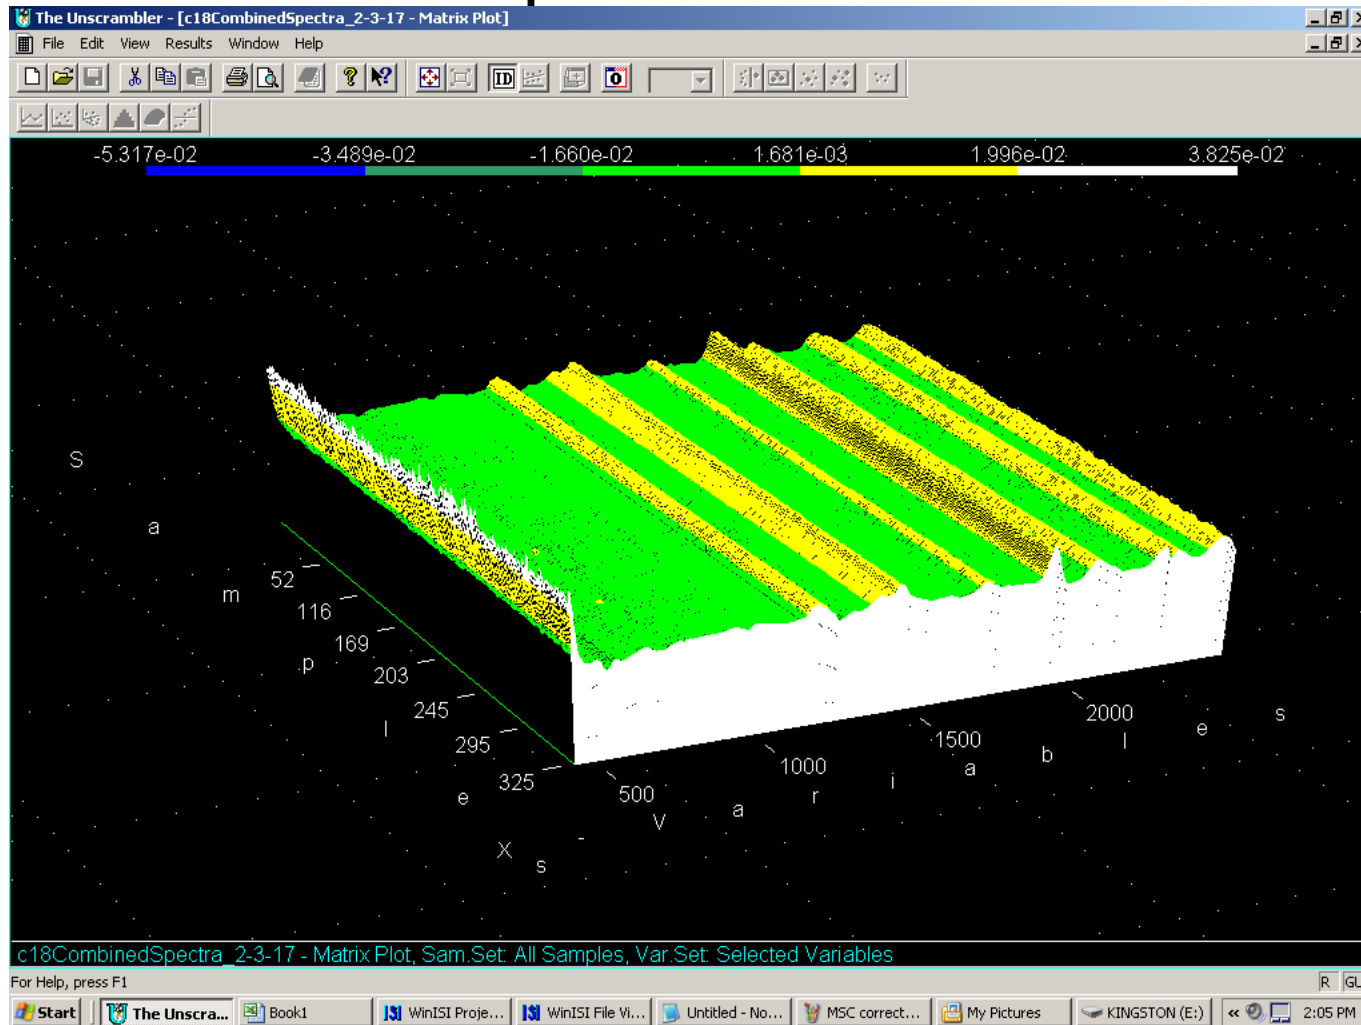 The Unscrambler - [c18CombinedSpectra_2-3-17 - Matrix Plot]
File Edit View Results Window Help
ID
-5.317e-02 -3.489e-02 -1.660e-02 1.681e-03 1.996e-02 3.825e-02
Samples
52
116
169
203
245
295
325
500
1000
1500
2000
X-Variables
c18CombinedSpectra_2-3-17 - Matrix Plot, Sam.Set: All Samples, Var.Set: Selected Variables
For Help, press F1
R GU
Start The Unscra... Book1 WinISI Proje... WinISI File Vi... Untitled - No... MSC correct... My Pictures KINGSTON (E:) « 2:05 PM